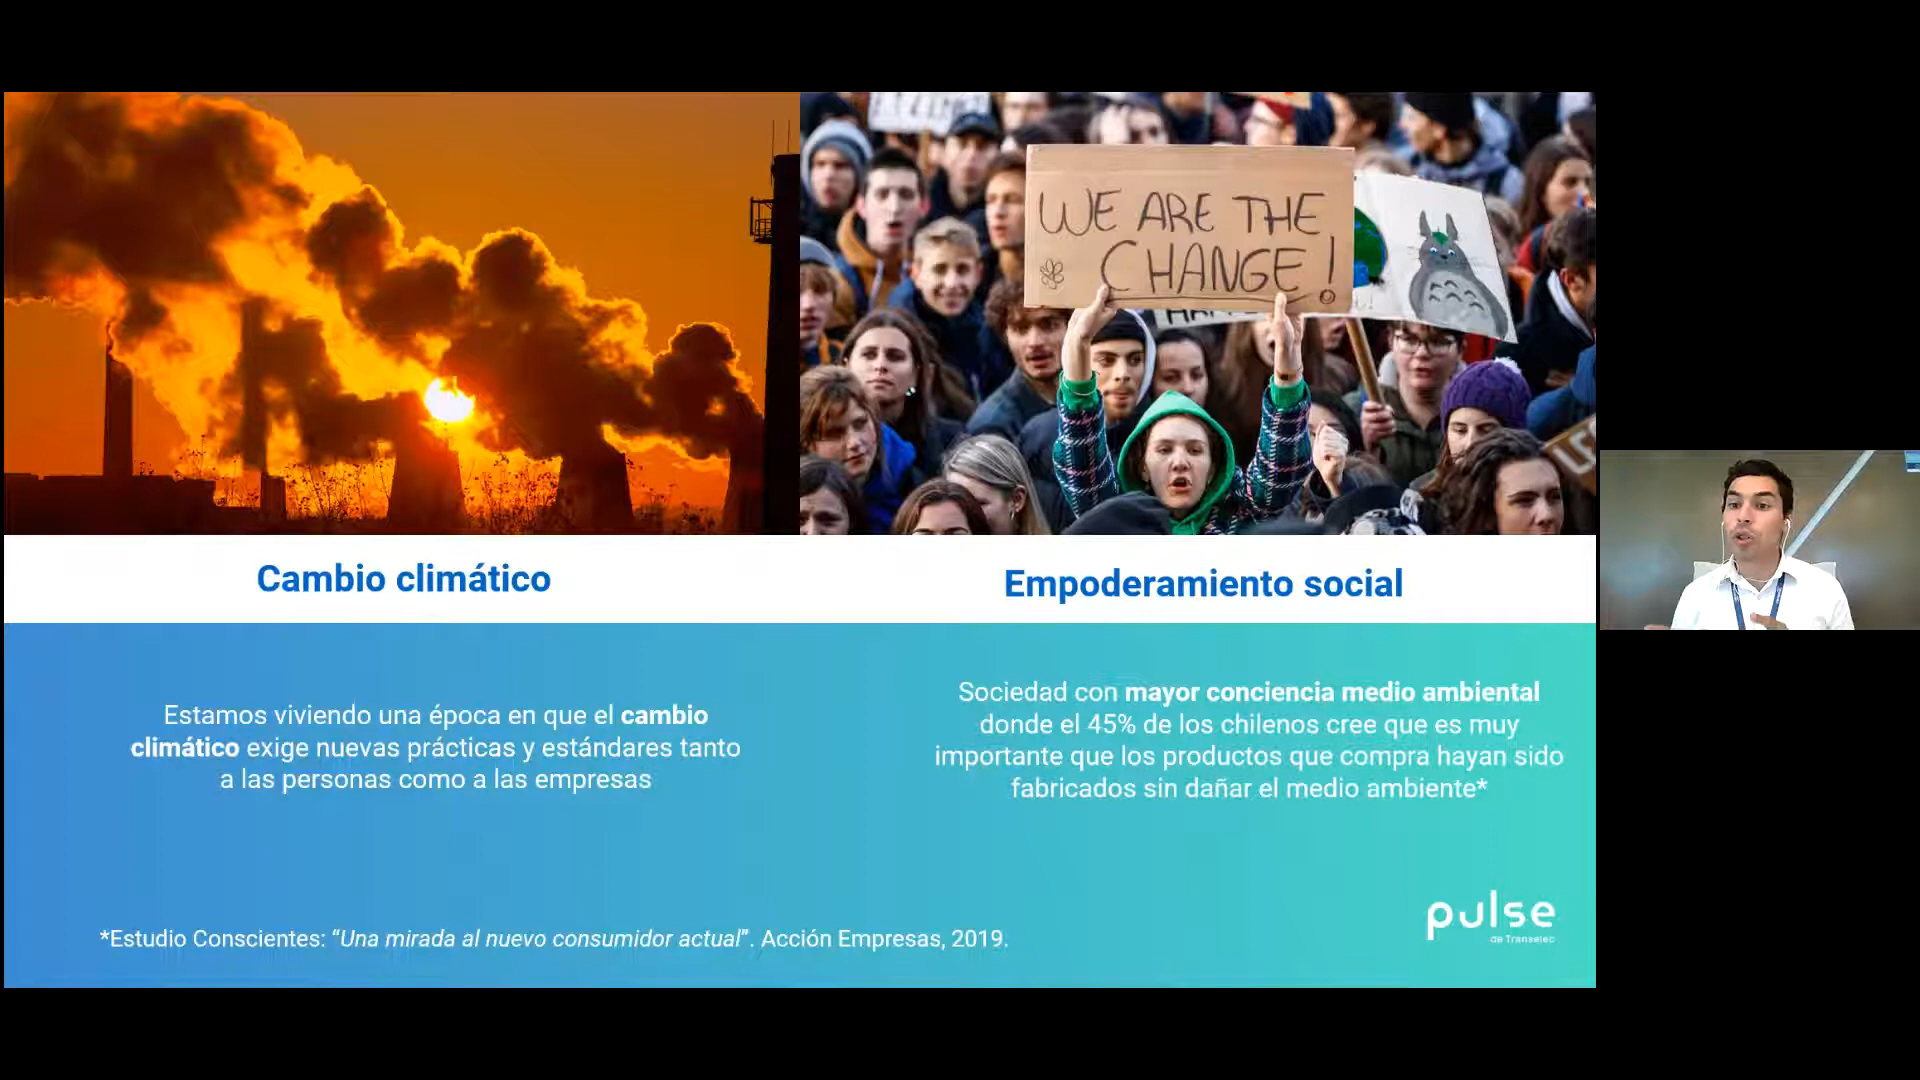 WE ARE THE
CHANGE!
Cambio climático
Empoderamiento social
Estamos viviendo una época en que el cambio
climático exige nuevas prácticas y estándares tanto
a las personas como a las empresas
Sociedad con mayor conciencia medio ambiental
donde el 45% de los chilenos cree que es muy
importante que los productos que compra hayan sido
fabricados sin dañar el medio ambiente*
*Estudio Conscientes: “Una mirada al nuevo consumidor actual”. Acción Empresas, 2019.
pulse
de Transelec